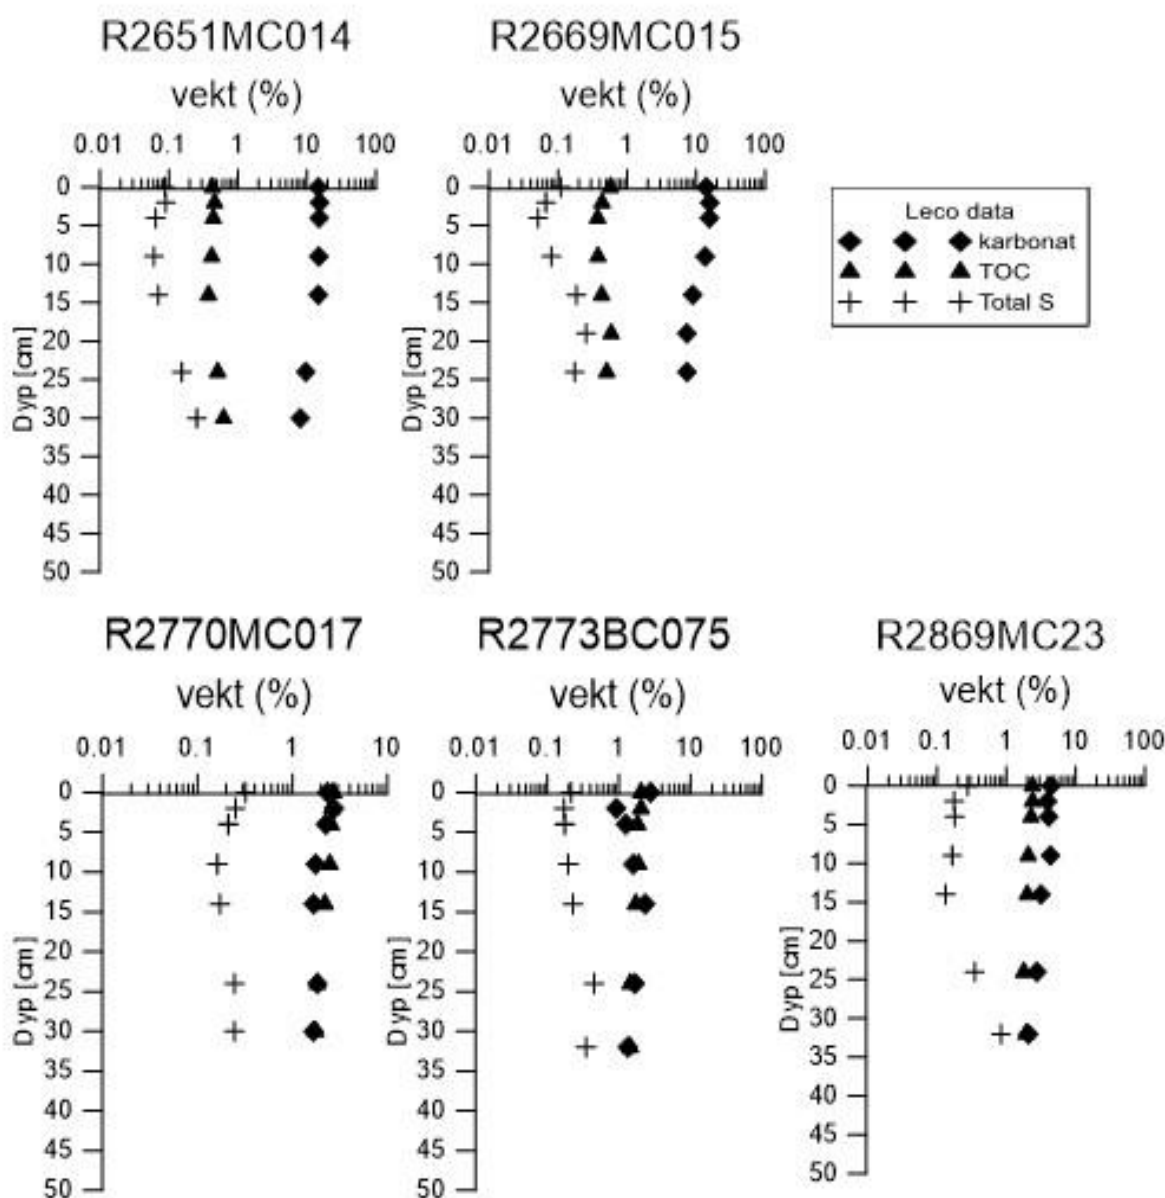 R2651MC014
vekt (%)
0.01 0.1 1 10 100
0
5
10
15
20
25
30
35
40
45
50
Dyp [cm]
R2669MC015
vekt (%)
0.01 0.1 1 10 100
0
5
10
15
20
25
30
35
40
45
50
Dyp [cm]
Leco data
karbonat
TOC
Total S
R2770MC017
vekt (%)
0.01 0.1 1 10
0
5
10
15
20
25
30
35
40
45
50
Dyp [cm]
R2773BC075
vekt (%)
0.01 0.1 1 10 100
0
5
10
15
20
25
30
35
40
45
50
Dyp [cm]
R2869MC23
vekt (%)
0.01 0.1 1 10 100
0
5
10
15
20
25
30
35
40
45
50
Dyp [cm]